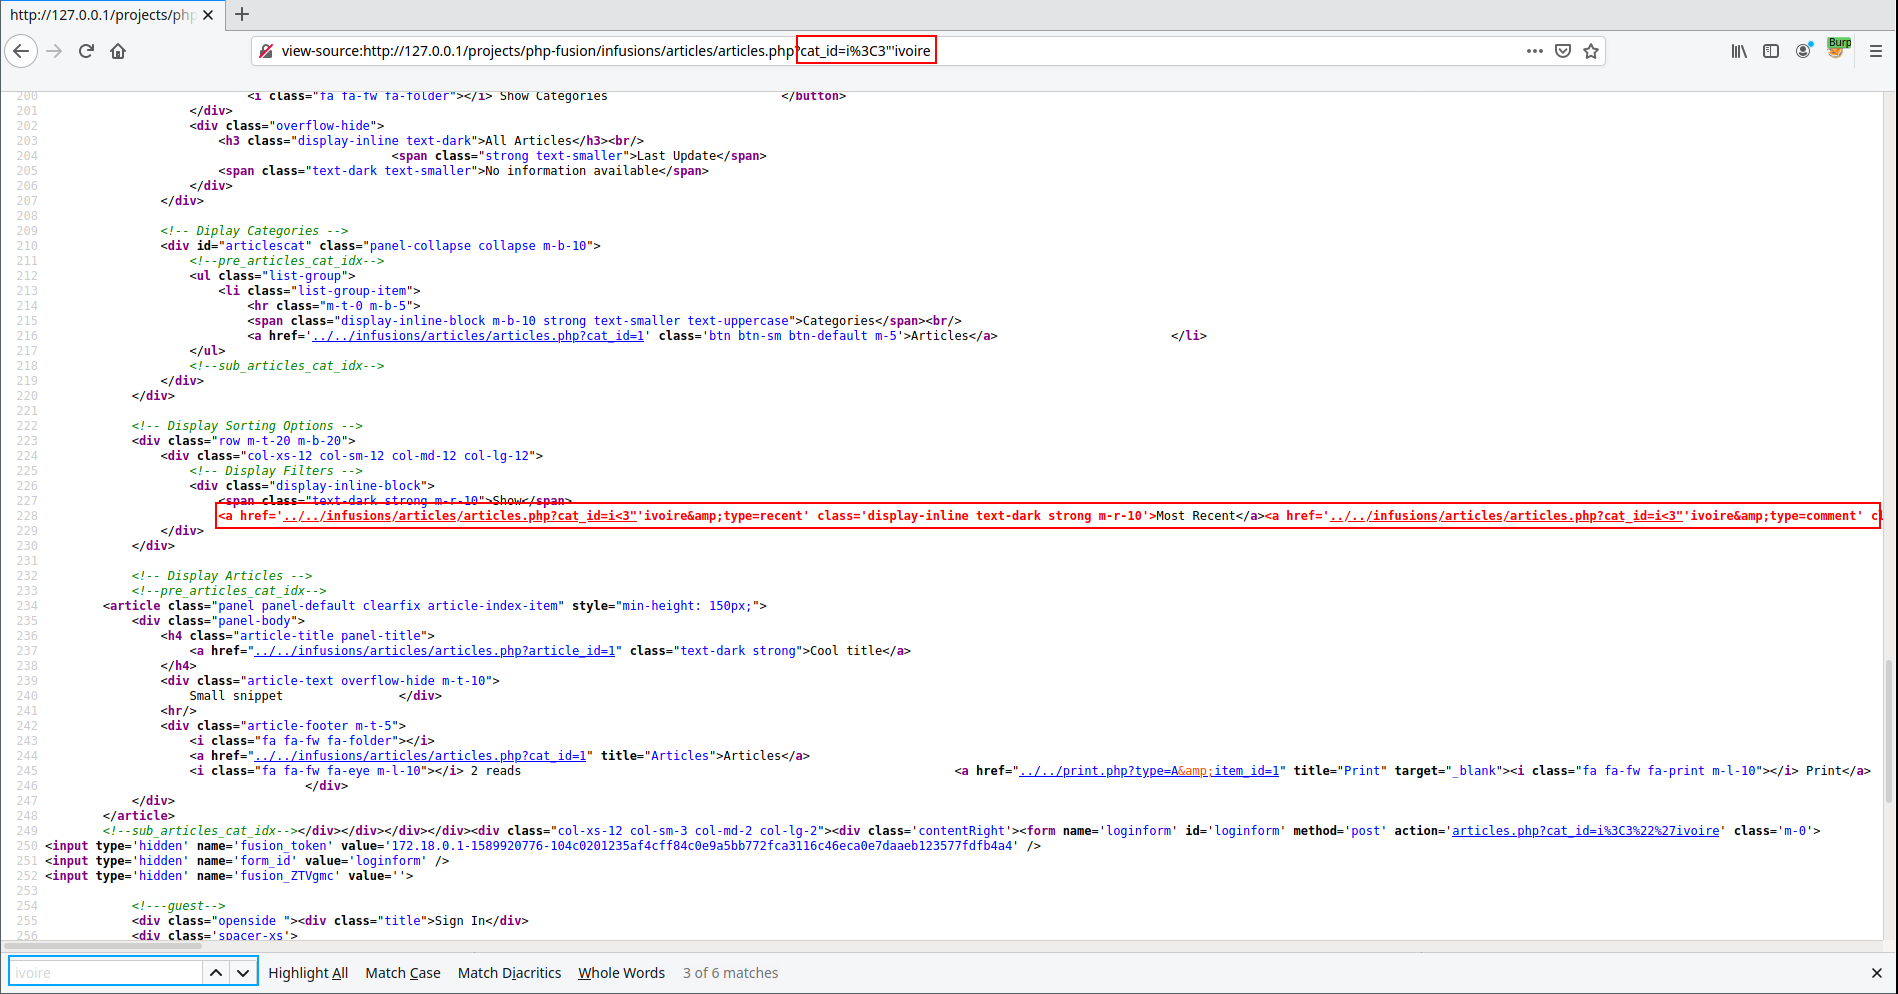 http://127.0.0.1/projects/php
Burp
view-source:http://127.0.0.1/projects/php-fusion/infusions/articles/articles.php?cat_id=i%3C3"'ivoire
200 <i class="fa fa-fw fa-folder"></i> Show Categories </button>
201 </div>
202 <div class="overflow-hide">
203 <h3 class="display-inline text-dark">All Articles</h3><br/>
204 <span class="strong text-smaller">Last Update</span>
205 <span class="text-dark text-smaller">No information available</span>
206 </div>
207 </div>
208
209 <!-- Diplay Categories -->
210 <div id="articlescat" class="panel-collapse collapse m-b-10">
211 <!--pre_articles_cat_idx-->
212 <ul class="list-group">
213 <li class="list-group-item">
214 <hr class="m-t-0 m-b-5">
215 <span class="display-inline-block m-b-10 strong text-smaller text-uppercase">Categories</span><br/>
216 <a href='../../infusions/articles/articles.php?cat_id=1' class='btn btn-sm btn-default m-5'>Articles</a> </li>
217 </ul>
218 <!--sub_articles_cat_idx-->
219 </div>
220 </div>
221
222 <!-- Display Sorting Options -->
223 <div class="row m-t-20 m-b-20">
224 <div class="col-xs-12 col-sm-12 col-md-12 col-lg-12">
225 <!-- Display Filters -->
226 <div class="display-inline-block">
227 <span class="text-dark strong m-r-10">Show</span>
228 <a href='../../infusions/articles/articles.php?cat_id=i<3"'ivoire&amp;type=recent' class='display-inline text-dark strong m-r-10'>Most Recent</a><a href='../../infusions/articles/articles.php?cat_id=i<3"'ivoire&amp;type=comment' cl
229 </div>
230 </div>
231
232 <!-- Display Articles -->
233 <!--pre_articles_cat_idx-->
234 <article class="panel panel-default clearfix article-index-item" style="min-height: 150px;">
235 <div class="panel-body">
236 <h4 class="article-title panel-title">
237 <a href="../../infusions/articles/articles.php?article_id=1" class="text-dark strong">Cool title</a>
238 </h4>
239 <div class="article-text overflow-hide m-t-10">
240 Small snippet </div>
241 <hr/>
242 <div class="article-footer m-t-5">
243 <i class="fa fa-fw fa-folder"></i>
244 <a href="../../infusions/articles/articles.php?cat_id=1" title="Articles">Articles</a>
245 <i class="fa fa-fw fa-eye m-l-10"></i> 2 reads <a href="../../print.php?type=A&amp;item_id=1" title="Print" target="_blank"><i class="fa fa-fw fa-print m-l-10"></i> Print</a>
246 </div>
247 </div>
248 </article>
249 <!--sub_articles_cat_idx--></div></div></div></div><div class="col-xs-12 col-sm-3 col-md-2 col-lg-2"><div class='contentRight'><form name='loginform' id='loginform' method='post' action='articles.php?cat_id=i%3C3%22%27ivoire' class='m-0'>
250 <input type='hidden' name='fusion_token' value='172.18.0.1-1589920776-104c0201235af4cff84c0e9a5bb772fca3116c46eca0e7daaeb123577fdfb4a4' />
251 <input type='hidden' name='form_id' value='loginform' />
252 <input type='hidden' name='fusion_ZTVgmc' value=''>
253
254 <!---guest-->
255 <div class="openside "><div class="title">Sign In</div>
256 <div class='spacer-xs'>
ivoire Highlight All Match Case Match Diacritics Whole Words 3 of 6 matches